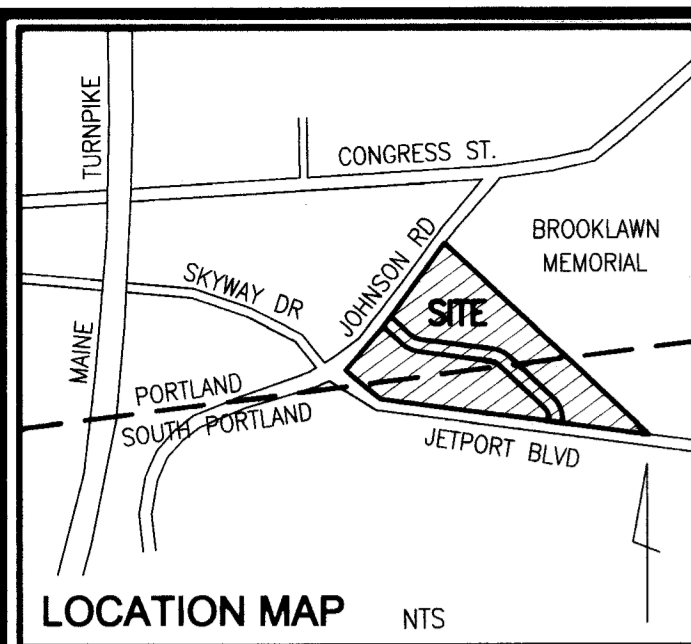 TURNPIKE
CONGRESS ST.
BROOKLAWN
MEMORIAL
JOHNSON RD
SKYWAY DR
SITE
MAINE
PORTLAND
SOUTH PORTLAND
JETPORT BLVD
LOCATION MAP NTS